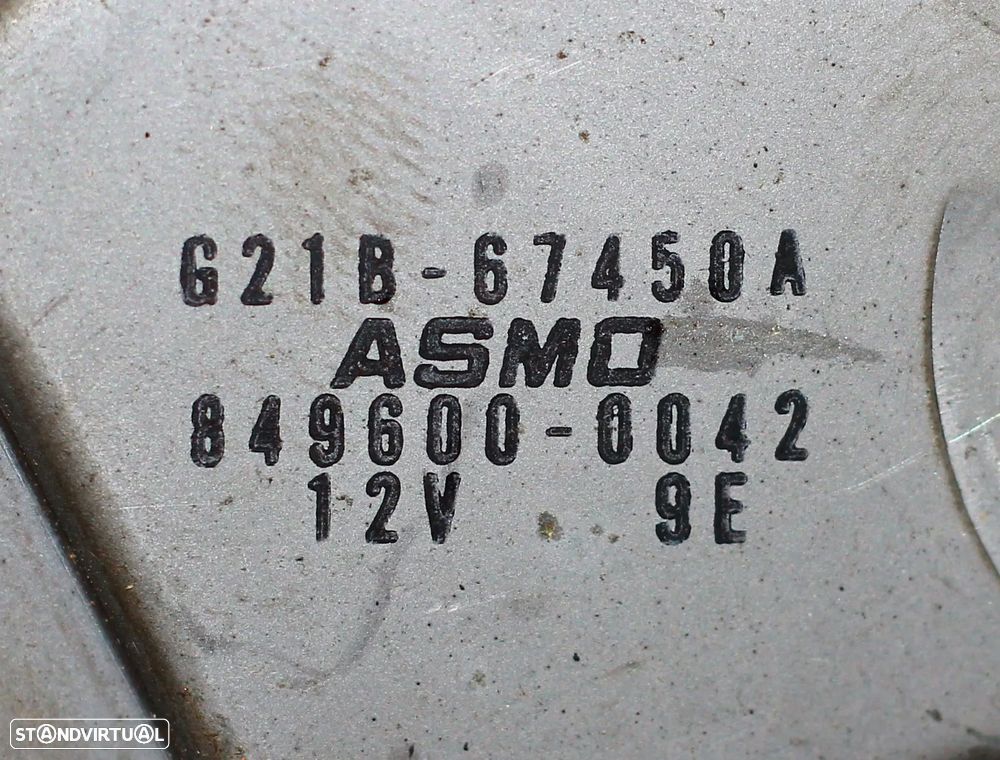 G21B-67450A
ASMO
849600-0042
12V 9E
STANDVIRTUAL